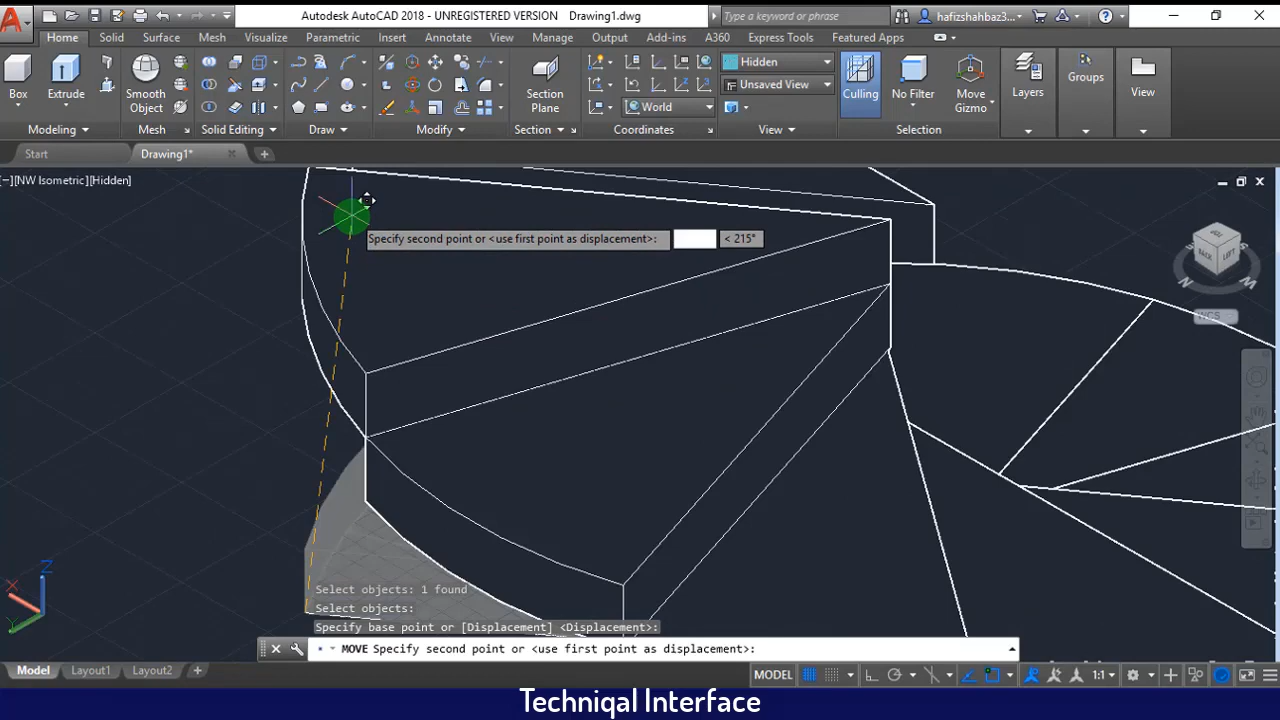 Autodesk AutoCAD 2018 - UNREGISTERED VERSION Drawing1.dwg
Type a keyword or phrase
hafizshahbaz3...
Home Solid Surface Mesh Visualize Parametric Insert Annotate View Manage Output Add-ins A360 Express Tools Featured Apps
Hidden
Unsaved View
World
Box Extrude Smooth Object Section Plane Culling No Filter Move Gizmo Layers Groups View
Modeling Mesh Solid Editing Draw Modify Section Coordinates View Selection
Start Drawing1*
[−][NW Isometric][Hidden]
Specify second point or <use first point as displacement>: < 215°
BACK LEFT
N W
WCS
Z
X
Y
Select objects: 1 found
Select objects:
Specify base point or [Displacement] <Displacement>:
MOVE Specify second point or <use first point as displacement>:
Model Layout1 Layout2
MODEL 1:1
Techniqal Interface